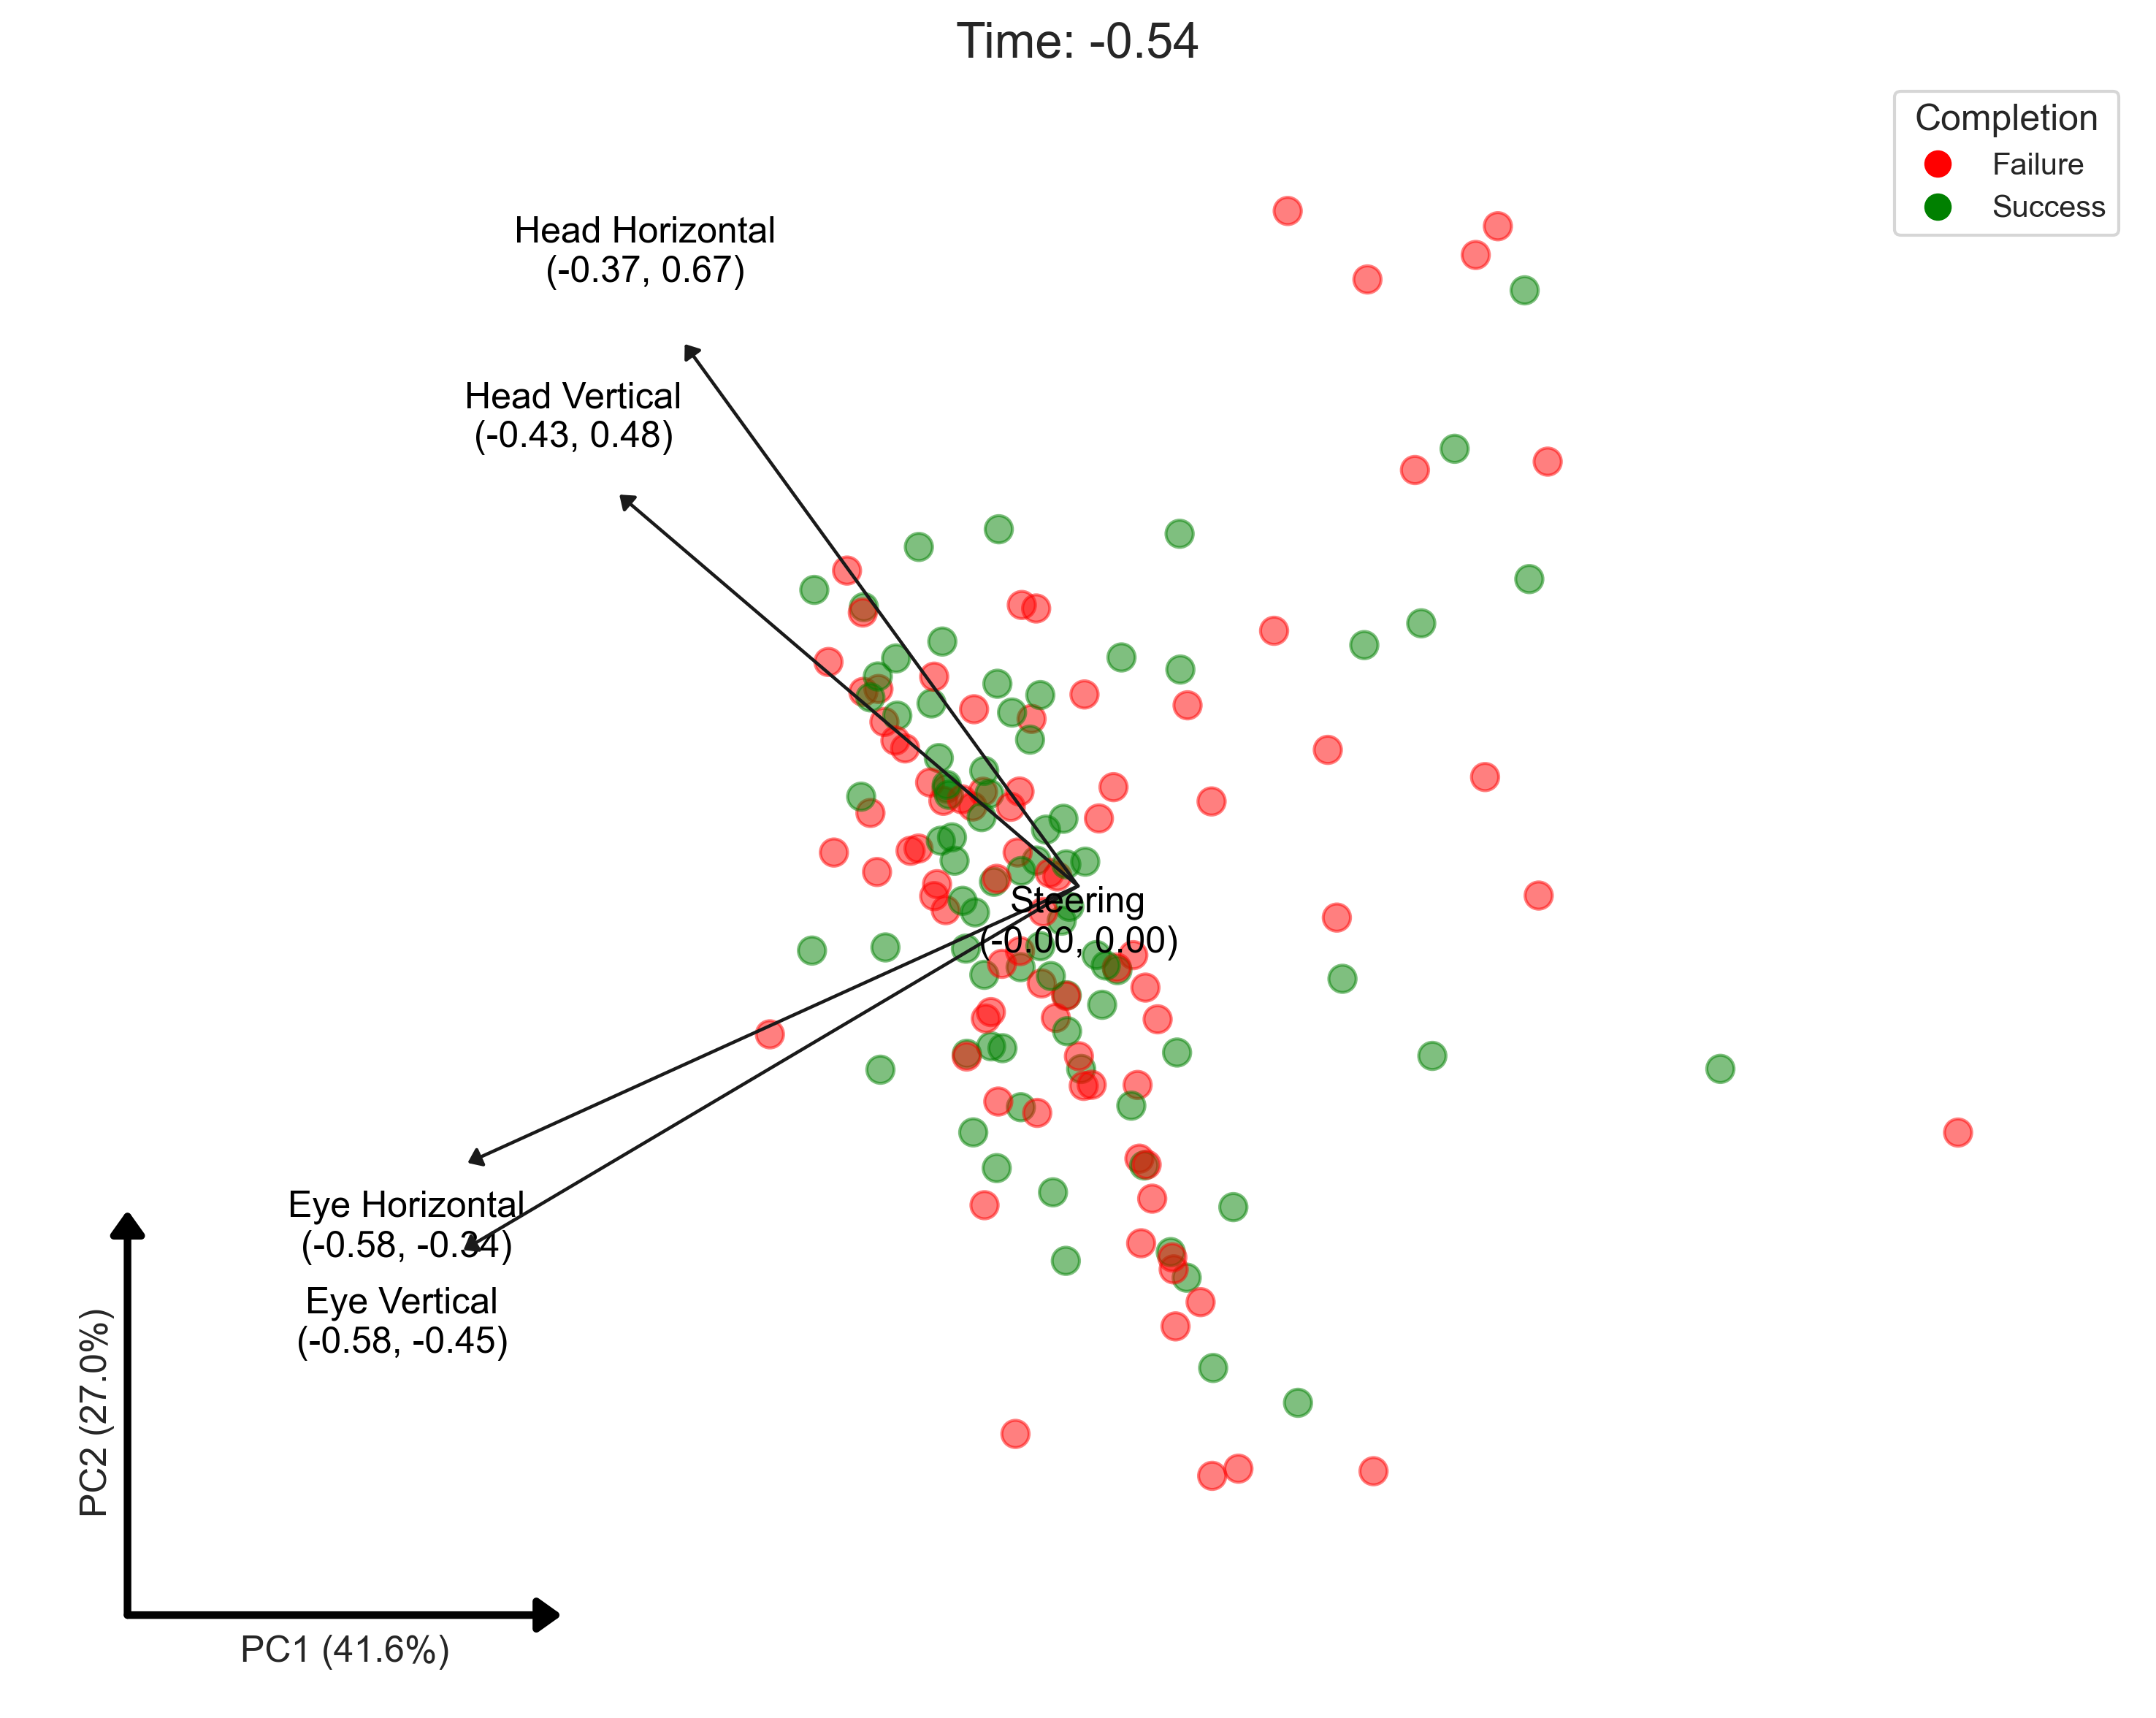 Time: -0.54
Completion
Failure
Success
Head Horizontal
(-0.37, 0.67)
Head Vertical
(-0.43, 0.48)
Steering
(-0.00, 0.00)
Eye Horizontal
(-0.58, -0.34)
Eye Vertical
(-0.58, -0.45)
PC2 (27.0%)
PC1 (41.6%)